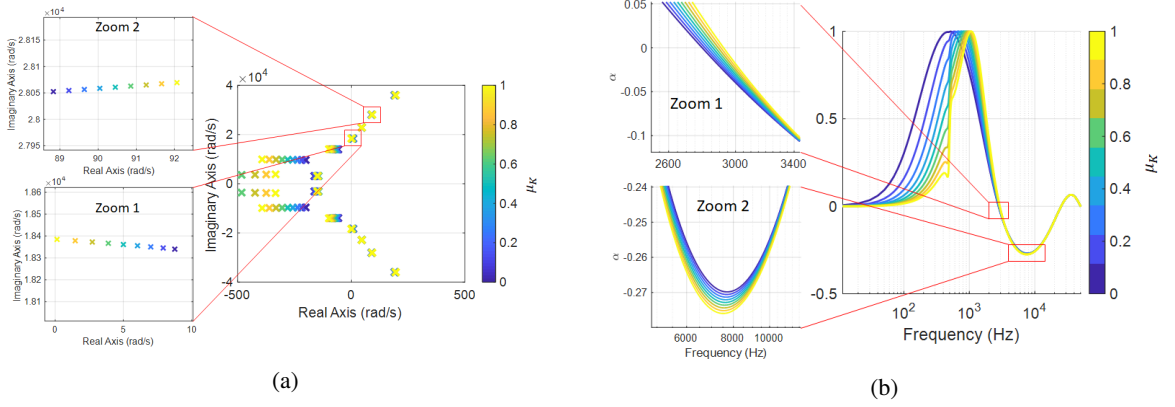 ×10⁴
Zoom 2
2.815
2.805
2.795
Imaginary Axis (rad/s)
89 90 91 92
Real Axis (rad/s)
×10⁴
1.86
1.85
1.84
1.83
1.82
1.81
Zoom 1
Imaginary Axis (rad/s)
0 5 10
Real Axis (rad/s)
×10⁴
4
2
0
-2
-4
Imaginary Axis (rad/s)
-500 0 500
Real Axis (rad/s)
1
0.8
0.6
0.4
0.2
0
μK
(a)
0.05
0
-0.05
-0.1
α
Zoom 1
2600 3000 3400
-0.24
-0.25
-0.26
-0.27
α
Zoom 2
6000 8000 10000
Frequency (Hz)
1
0.5
0
-0.5
10² 10³ 10⁴
Frequency (Hz)
1
0.8
0.6
0.4
0.2
0
μK
(b)